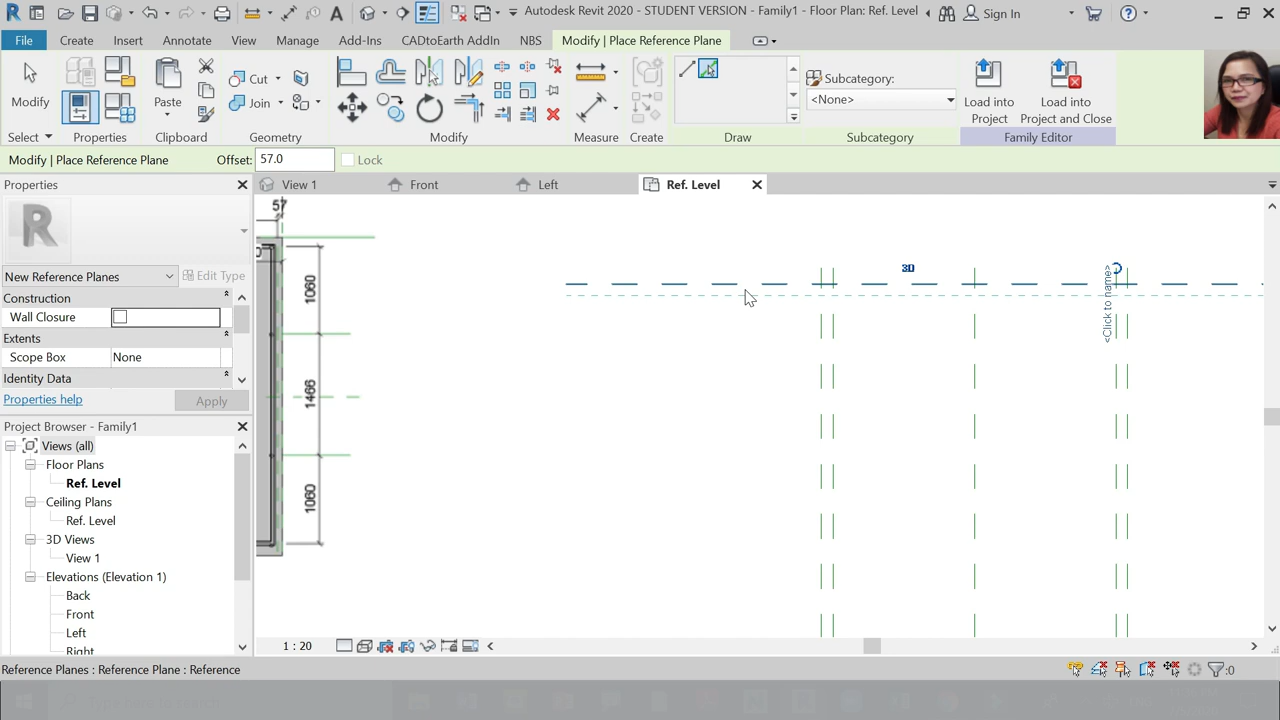 Autodesk Revit 2020 - STUDENT VERSION - Family1 - Floor Plan: Ref. Level
Sign In
File Create Insert Annotate View Manage Add-Ins CADtoEarth AddIn NBS Modify | Place Reference Plane
Modify
Paste
Cut
Join
Subcategory:
<None>
Load into
Project
Load into
Project and Close
Select Properties Clipboard Geometry Modify Measure Create Draw Subcategory Family Editor
Modify | Place Reference Plane Offset: 57.0 Lock
Properties
View 1 Front Left Ref. Level
New Reference Planes Edit Type
Construction
Wall Closure
Extents
Scope Box None
Identity Data
Properties help Apply
Project Browser - Family1
Views (all)
Floor Plans
Ref. Level
Ceiling Plans
Ref. Level
3D Views
View 1
Elevations (Elevation 1)
Back
Front
Left
Right
57
1060
1466
1060
3D
<Click to name>
1 : 20
Reference Planes : Reference Plane : Reference
:0